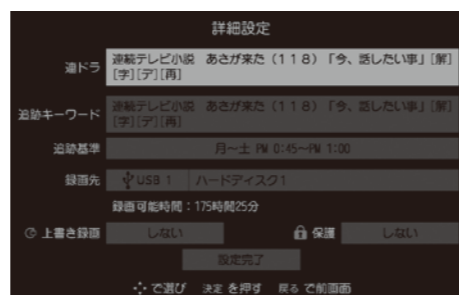 詳細設定
連ドラ 連続テレビ小説 あさが来た(118)「今、話したい事」[解]
[字][デ][再]
追跡キーワード 連続テレビ小説 あさが来た(118)「今、話したい事」[解]
[字][デ][再]
追跡基準 月~土 PM 0:45~PM 1:00
録画先 USB 1 ハードディスク1
録画可能時間:175時間25分
上書き録画 しない 保護 しない
設定完了
で選び 決定 を押す 戻る で前画面